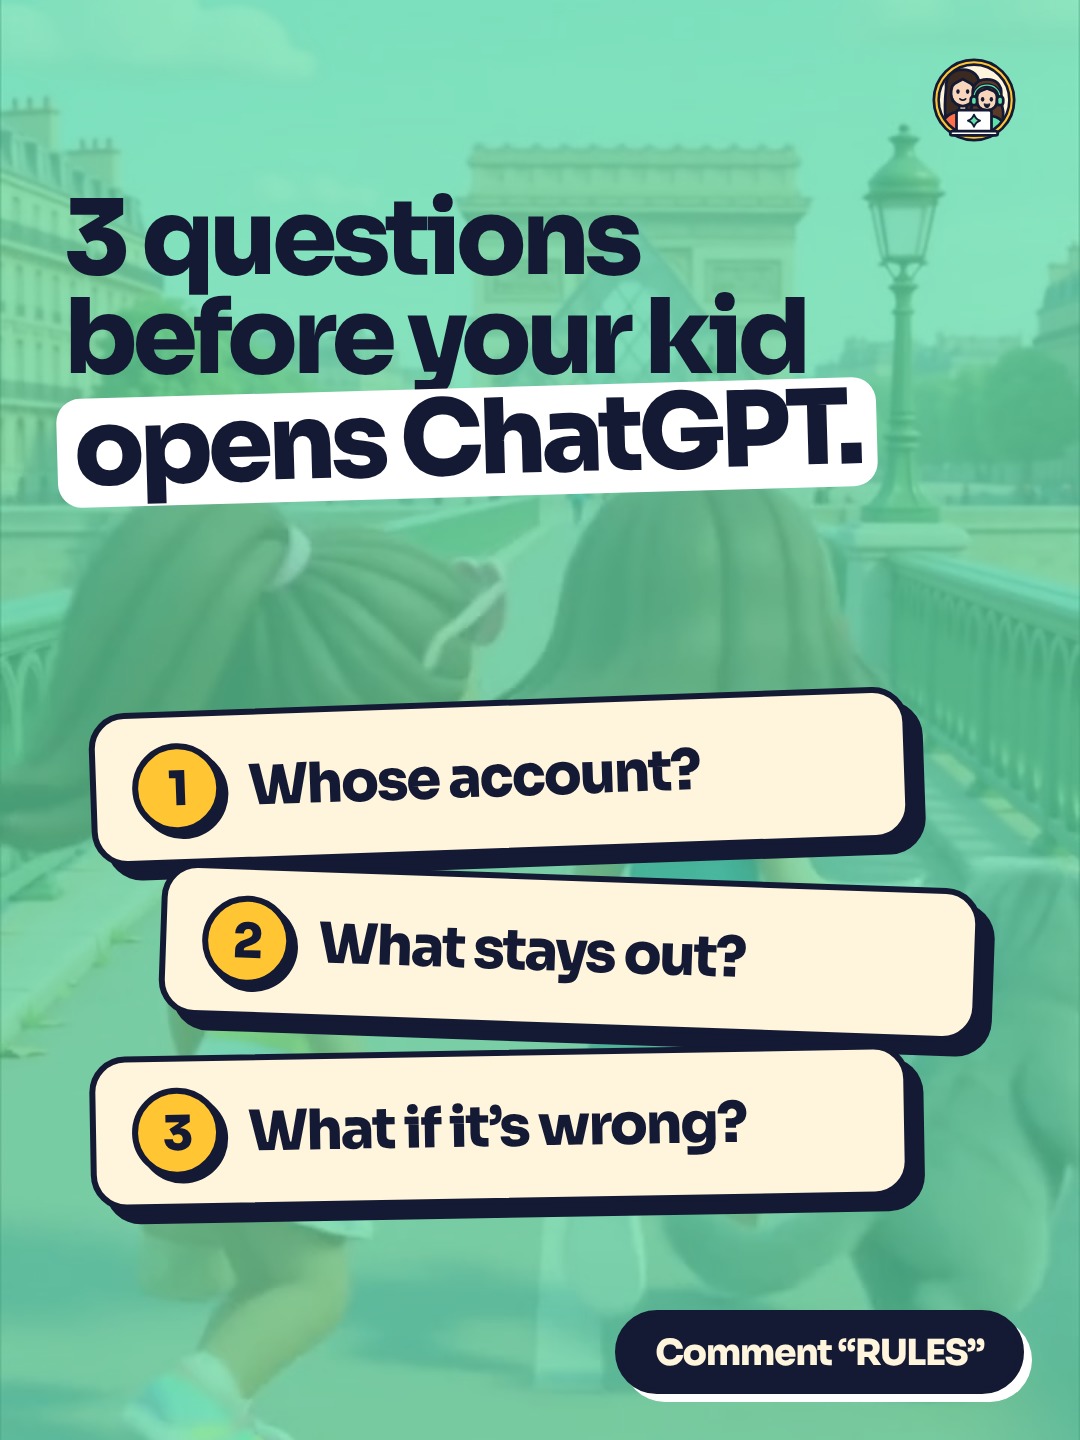 3 questions
before your kid
opens ChatGPT.
1 Whose account?
2 What stays out?
3 What if it’s wrong?
Comment “RULES”